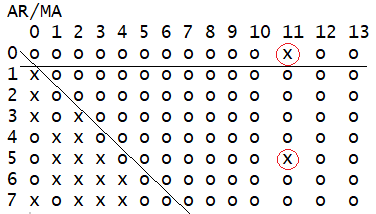 AR/MA
0 1 2 3 4 5 6 7 8 9 10 11 12 13
0 o o o o o o o o o o o x o o
1 x o o o o o o o o o o o o o
2 x o o o o o o o o o o o o o
3 x o x o o o o o o o o o o o
4 o x x o o o o o o o o o o o
5 o x x x o o o o o o o x o o
6 o x x x x o o o o o o o o o
7 x x x x x o o o o o o o o o